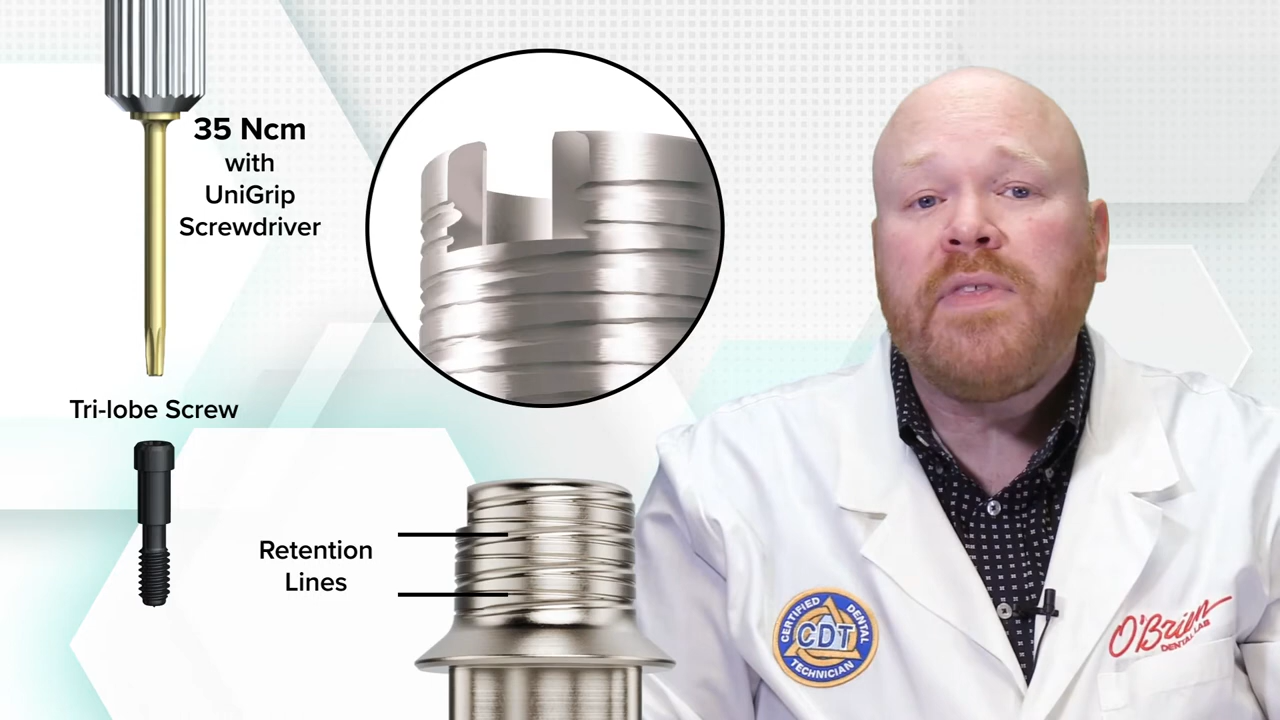 35 Ncm
with
UniGrip
Screwdriver
Tri-lobe Screw
Retention
Lines
CERTIFIED DENTAL
CDT
TECHNICIAN
O'Brien
DENTAL LAB